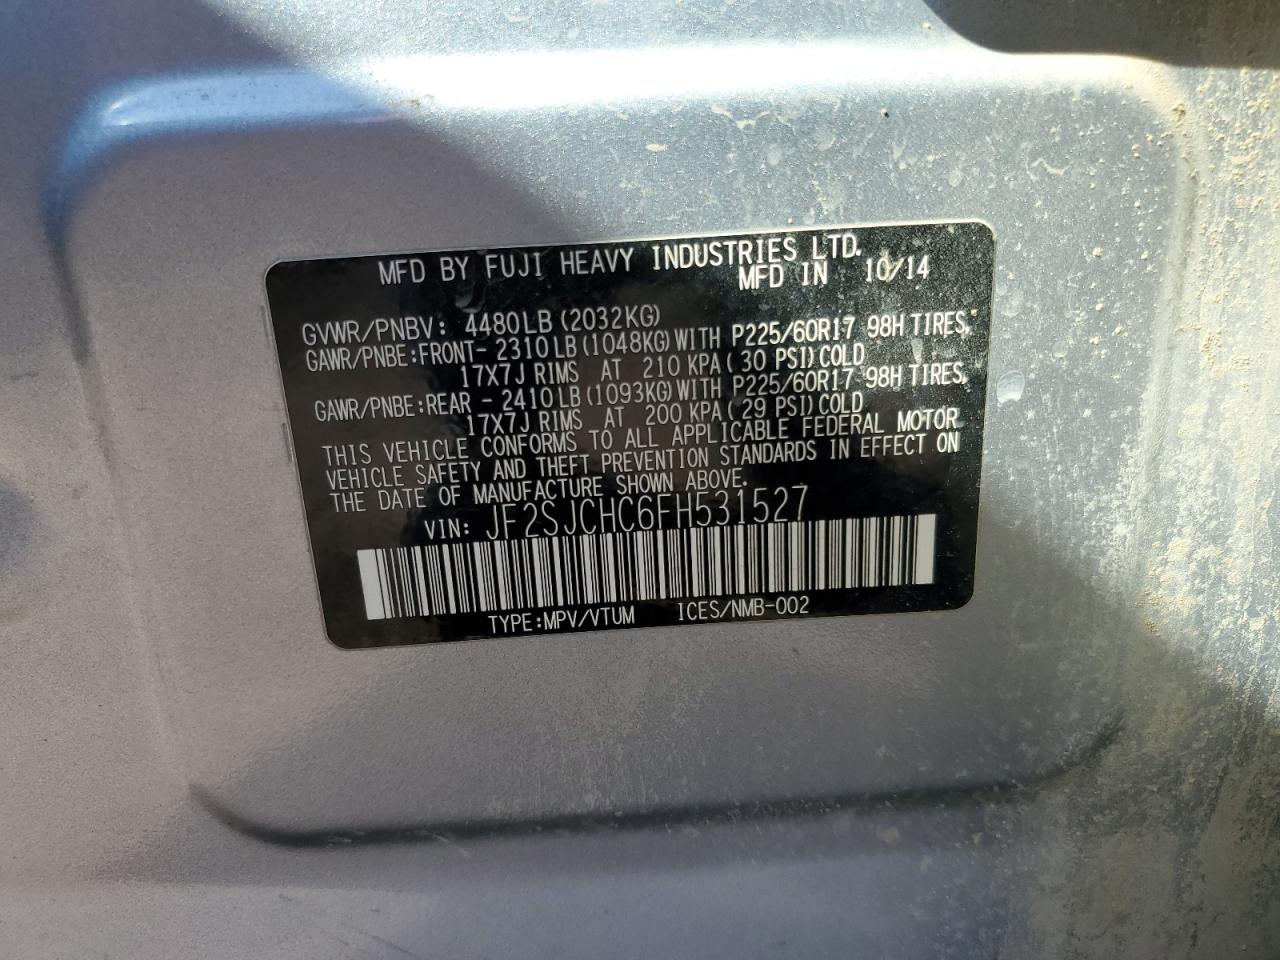 MFD BY FUJI HEAVY INDUSTRIES LTD.
MFD IN 10/14
GVWR/PNBV: 4480LB (2032KG)
GAWR/PNBE:FRONT- 2310LB (1048KG) WITH P225/60R17 98H TIRES,
17X7J RIMS AT 210 KPA( 30 PSI) COLD
GAWR/PNBE:REAR - 2410LB (1093KG) WITH P225/60R17 98H TIRES,
17X7J RIMS AT 200 KPA( 29 PSI) COLD
THIS VEHICLE CONFORMS TO ALL APPLICABLE FEDERAL MOTOR
VEHICLE SAFETY AND THEFT PREVENTION STANDARDS IN EFFECT ON
THE DATE OF MANUFACTURE SHOWN ABOVE.
VIN: JF2SJCHC6FH531527
TYPE:MPV/VTUM ICES/NMB-002